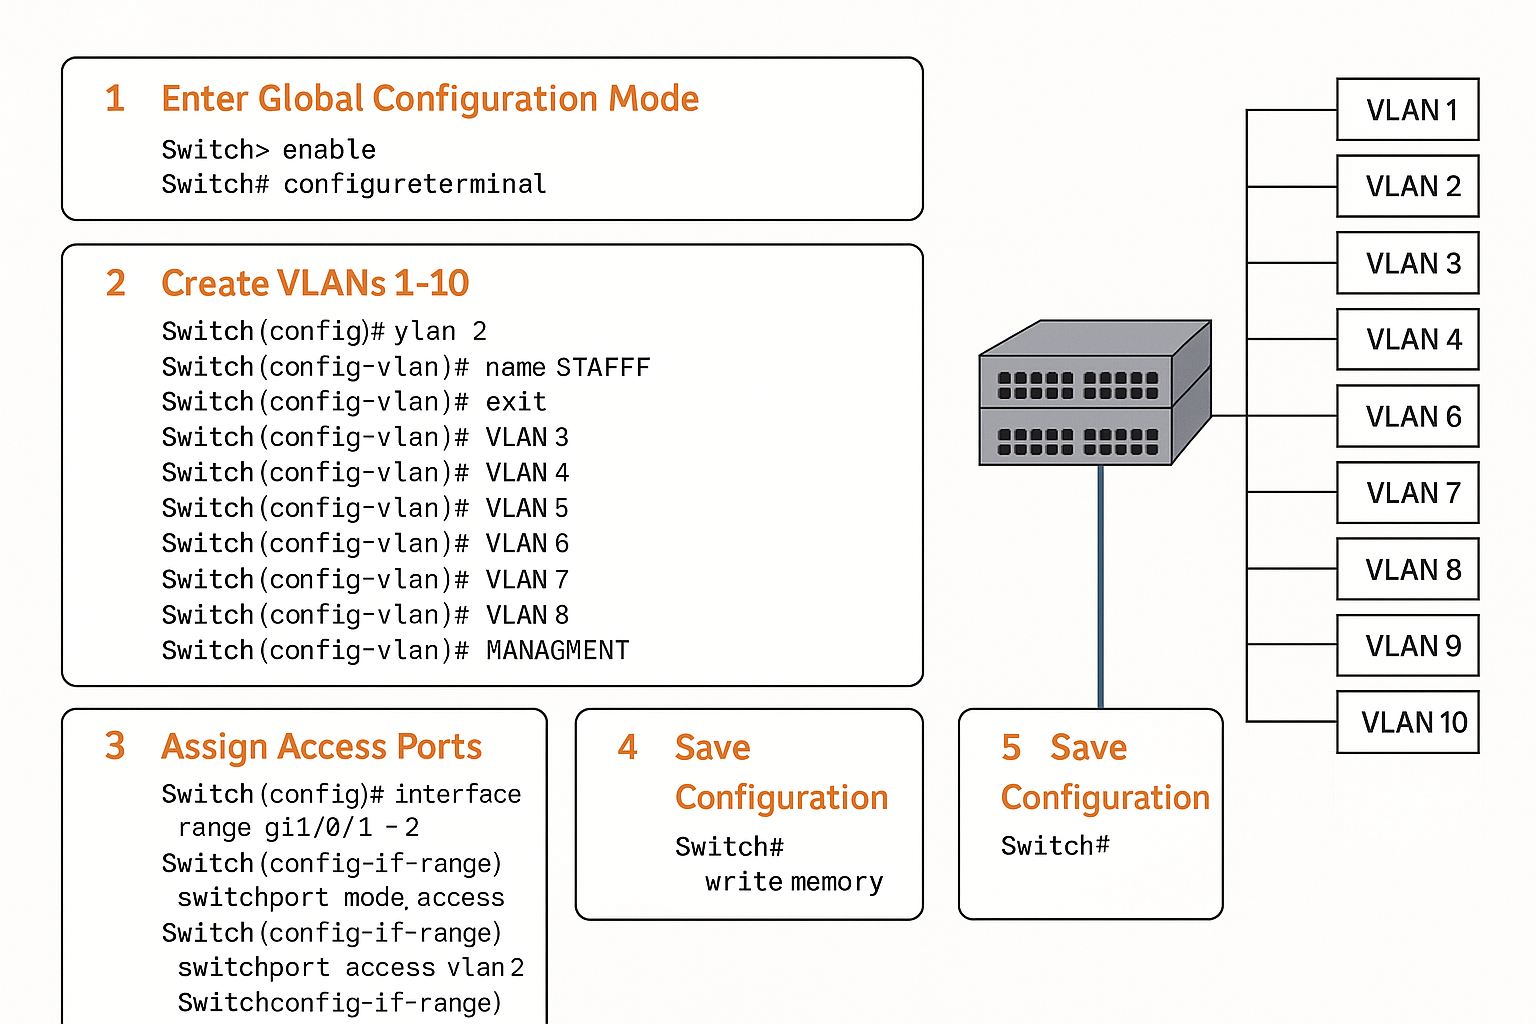 1 Enter Global Configuration Mode
Switch> enable
Switch# configureterminal
2 Create VLANs 1-10
Switch(config)# ylan 2
Switch(config-vlan)# name STAFFF
Switch(config-vlan)# exit
Switch(config-vlan)# VLAN 3
Switch(config-vlan)# VLAN 4
Switch(config-vlan)# VLAN 5
Switch(config-vlan)# VLAN 6
Switch(config-vlan)# VLAN 7
Switch(config-vlan)# VLAN 8
Switch(config-vlan)# MANAGMENT
3 Assign Access Ports
Switch(config)# interface
range gi1/0/1 - 2
Switch(config-if-range)
switchport mode, access
Switch(config-if-range)
switchport access vlan 2
Switchconfig-if-range)
4 Save
Configuration
Switch#
write memory
5 Save
Configuration
Switch#
VLAN 1
VLAN 2
VLAN 3
VLAN 4
VLAN 6
VLAN 7
VLAN 8
VLAN 9
VLAN 10